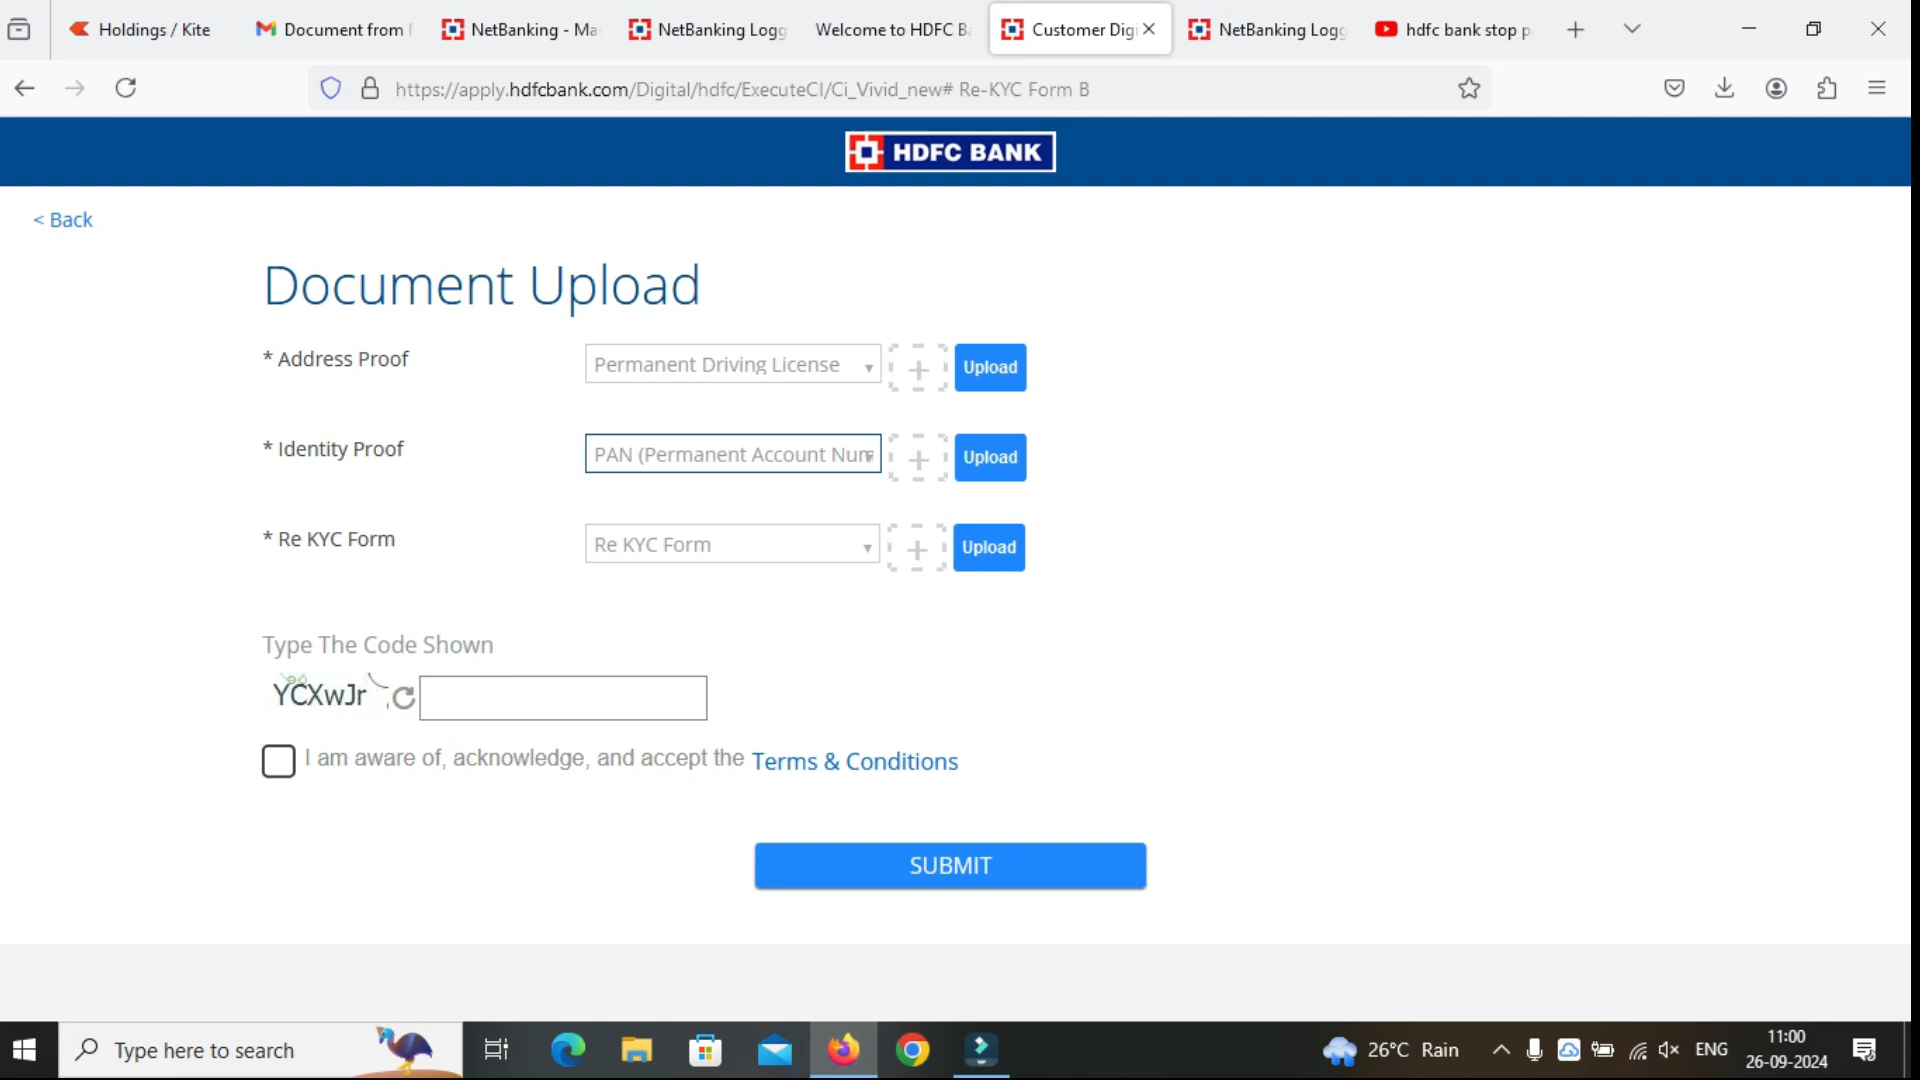 Holdings / Kite
Document from
NetBanking - Ma
NetBanking Logg
Welcome to HDFC B
Customer Digi
NetBanking Logg
hdfc bank stop p
https://apply.hdfcbank.com/Digital/hdfc/ExecuteCI/Ci_Vivid_new# Re-KYC Form B
HDFC BANK
< Back
Document Upload
* Address Proof
Permanent Driving License
Upload
* Identity Proof
PAN (Permanent Account Num
Upload
* Re KYC Form
Re KYC Form
Upload
Type The Code Shown
YCXwJr
I am aware of, acknowledge, and accept the Terms & Conditions
SUBMIT
Type here to search
26°C Rain
ENG
11:00
26-09-2024